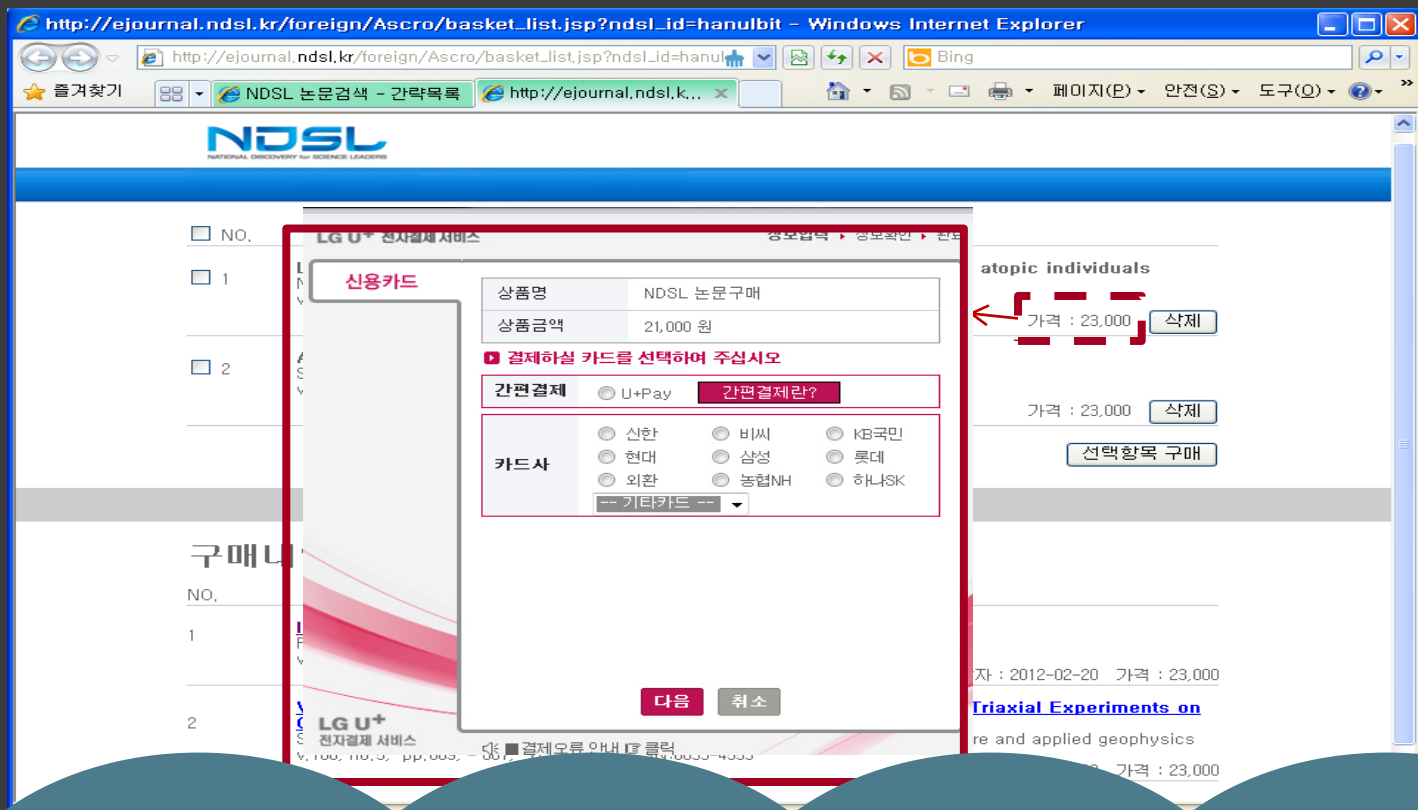 http://ejournal.ndsl.kr/foreign/Ascro/basket_list.jsp?ndsl_id=hanulbit - Windows Internet Explorer
http://ejournal.ndsl.kr/foreign/Ascro/basket_list.jsp?ndsl_id=hanul
Bing
즐겨찾기
NDSL 논문검색 - 간략목록
http://ejournal.ndsl.k...
페이지(P)
안전(S)
도구(O)
NDSL
NATIONAL DISCOVERY for SCIENCE LEADERS
NO.
LG U+ 전자결제 서비스
정보입력 정보확인 완료
1
atopic individuals
신용카드
상품명 NDSL 논문구매
상품금액 21,000 원
가격 : 23,000 삭제
결제하실 카드를 선택하여 주십시오
2
간편결제 U+Pay 간편결제란?
가격 : 23,000 삭제
카드사
신한 비씨 KB국민
현대 삼성 롯데
외환 농협NH 하나SK
-- 기타카드 --
선택항목 구매
구매내
NO.
1
자 : 2012-02-20 가격 : 23,000
다음 취소
2
Triaxial Experiments on
re and applied geophysics
LG U+
전자결제 서비스
결제오류 안내 ☞ 클릭
가격 : 23,000